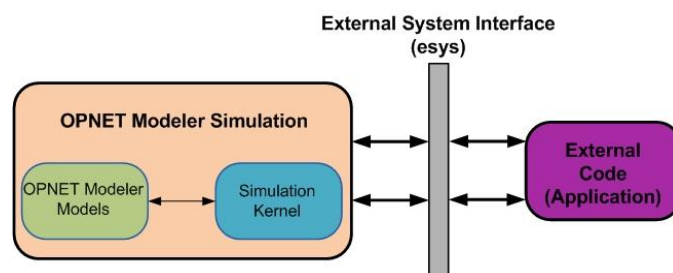 External System Interface
(esys)
OPNET Modeler Simulation
OPNET Modeler
Models
Simulation
Kernel
External
Code
(Application)